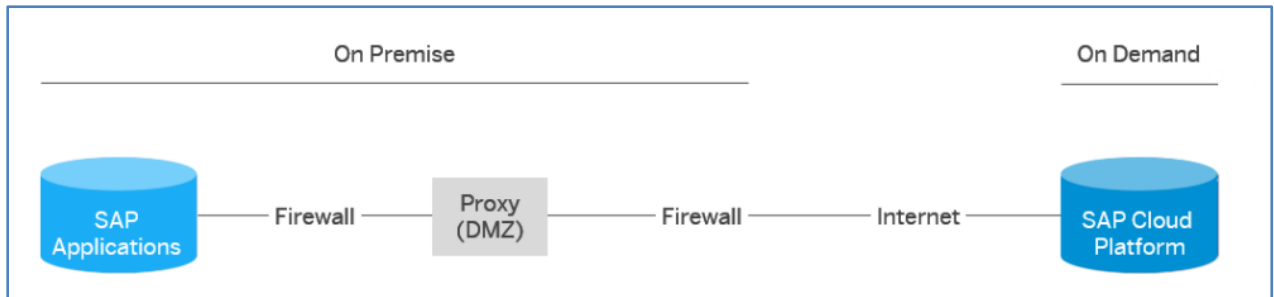 On Premise
On Demand
SAP
Applications
Firewall
Proxy
(DMZ)
Firewall
Internet
SAP Cloud
Platform